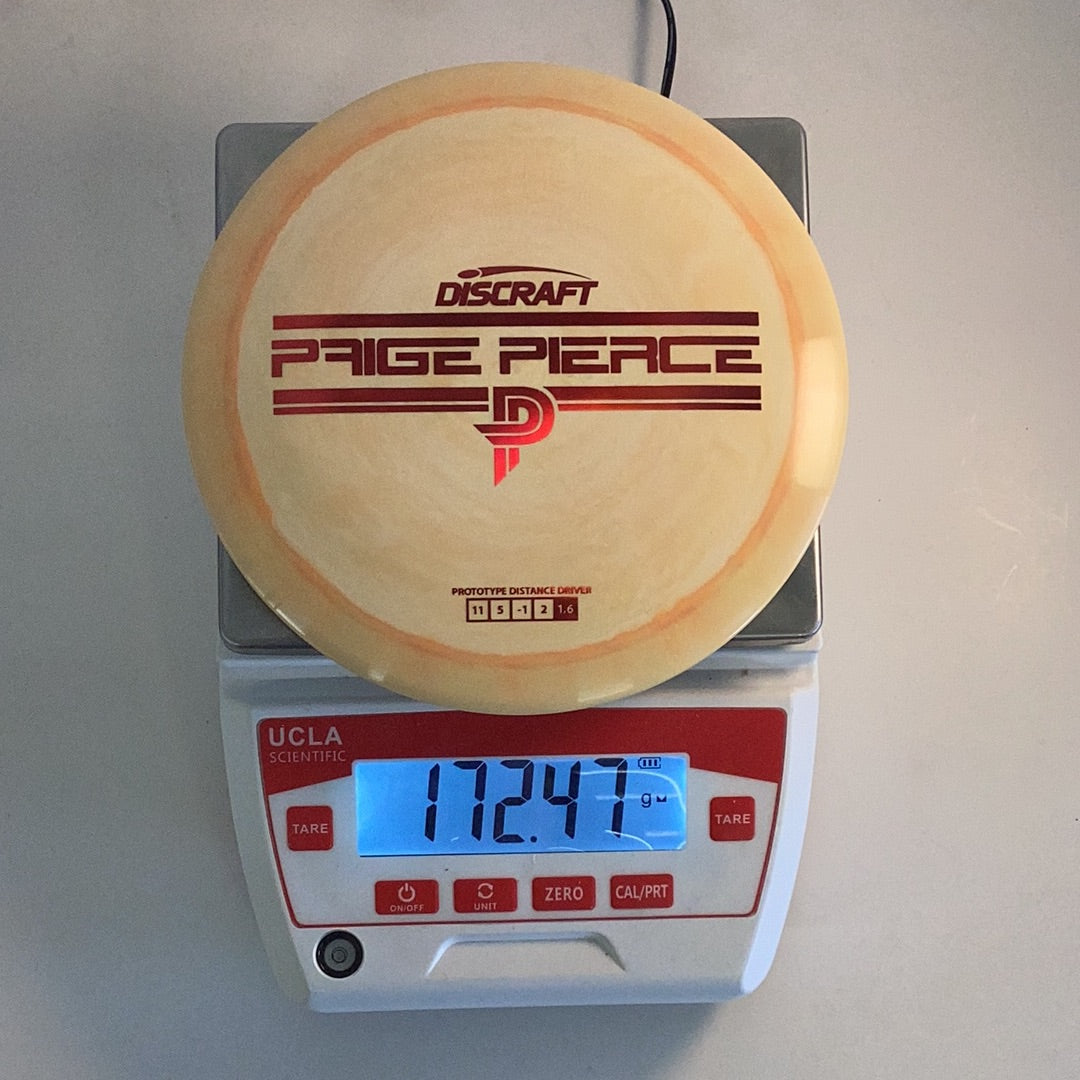 DISCRAFT
PAIGE PIERCE
PROTOTYPE DISTANCE DRIVER
11 5 -1 2 1.6
UCLA
SCIENTIFIC
172.47
g
TARE
TARE
ON/OFF
UNIT
ZERO
CAL/PRT